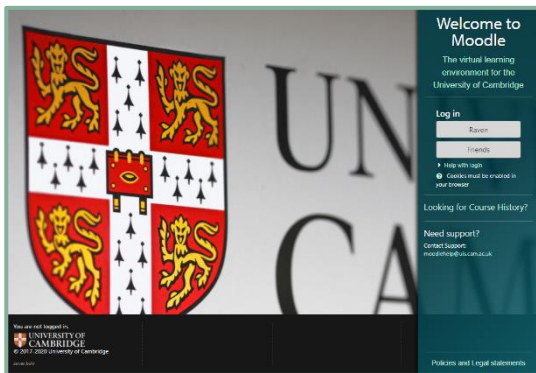 UN
CAM
Welcome to
Moodle
The virtual learning
environment for the
University of Cambridge
Log in
Raven
Friends
Help with login
Cookies must be enabled in
your browser
Looking for Course History?
Need support?
Contact Support:
moodlehelp@uis.cam.ac.uk
You are not logged in.
UNIVERSITY OF
CAMBRIDGE
© 2017-2020 University of Cambridge
Policies and Legal statements